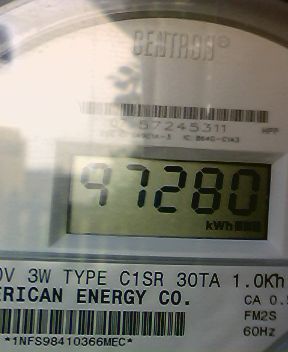 CENTRON®
57245311
97280
kWh
V 3W TYPE C1SR 30TA 1.0Kh
ERICAN ENERGY CO.
CA 0.5
FM2S
60Hz
*1NFS98410366MEC*